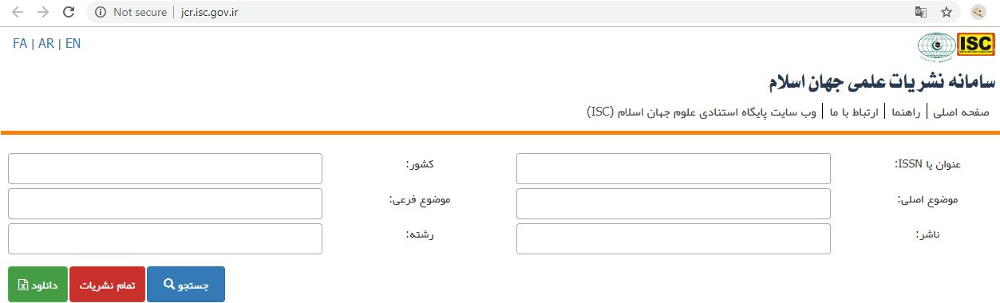 Not secure | jcr.isc.gov.ir
FA | AR | EN
ISC
سامانه نشریات علمی جهان اسلام
صفحه اصلی | راهنما | ارتباط با ما | وب سایت پایگاه استنادی علوم جهان اسلام (ISC)
عنوان یا ISSN: کشور:
موضوع اصلی: موضوع فرعی:
ناشر: رشته:
جستجو تمام نشریات دانلود